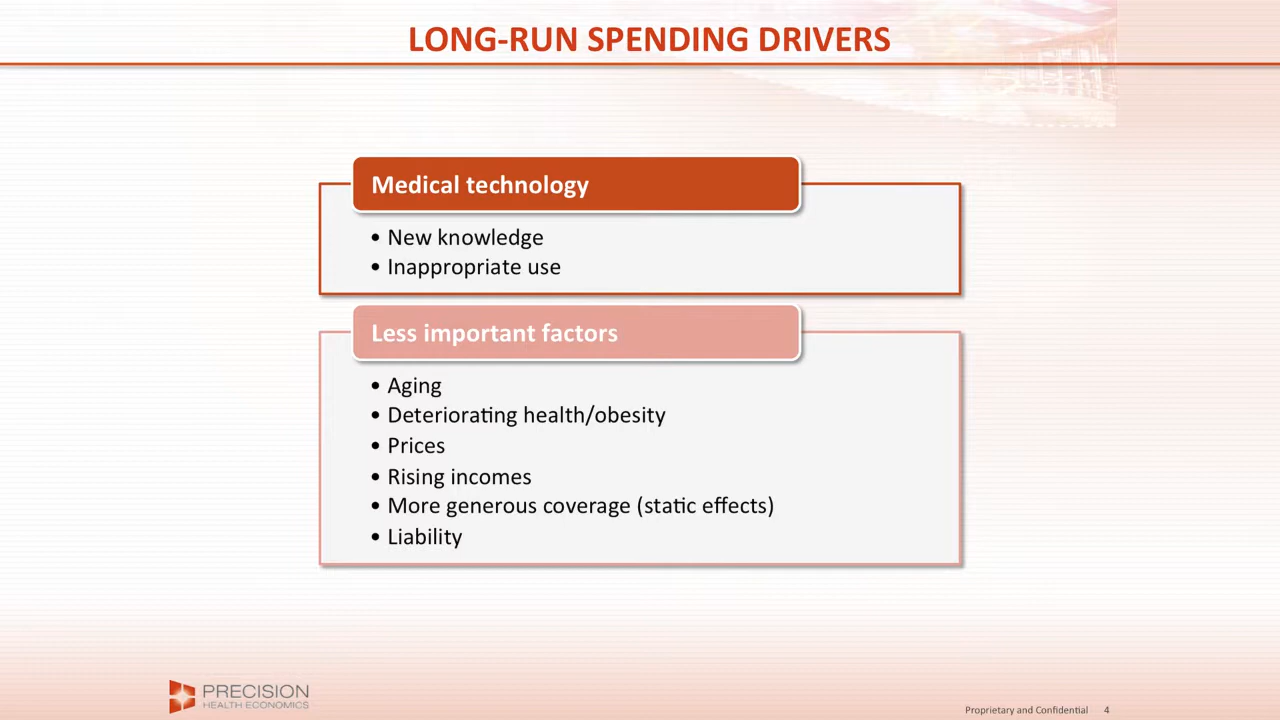 LONG-RUN SPENDING DRIVERS
Medical technology
• New knowledge
• Inappropriate use
Less important factors
• Aging
• Deteriorating health/obesity
• Prices
• Rising incomes
• More generous coverage (static effects)
• Liability
PRECISION
HEALTH ECONOMICS
Proprietary and Confidential 4